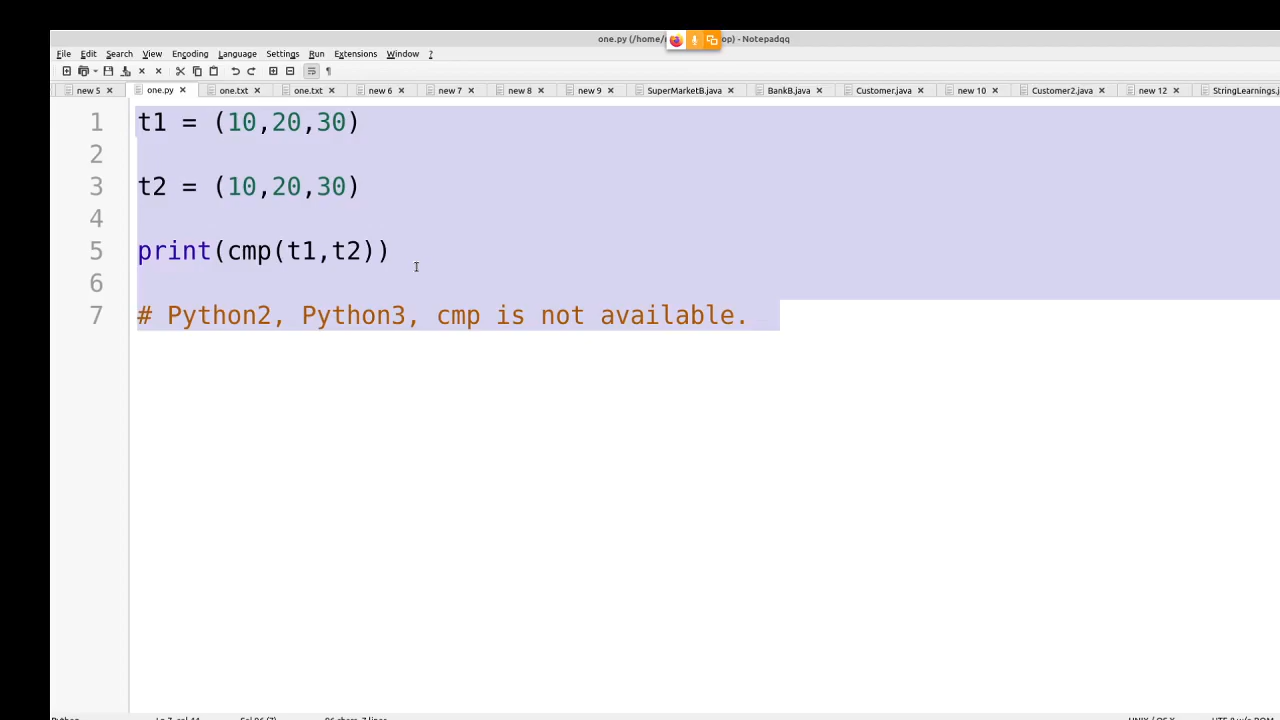 one.py (/home/ op) - Notepadqq
File Edit Search View Encoding Language Settings Run Extensions Window ?
new 5 one.py one.txt one.txt new 6 new 7 new 8 new 9 SuperMarketB.java BankB.java Customer.java new 10 Customer2.java new 12 StringLearnings.j
1 t1 = (10,20,30)
2
3 t2 = (10,20,30)
4
5 print(cmp(t1,t2))
6
7 # Python2, Python3, cmp is not available.